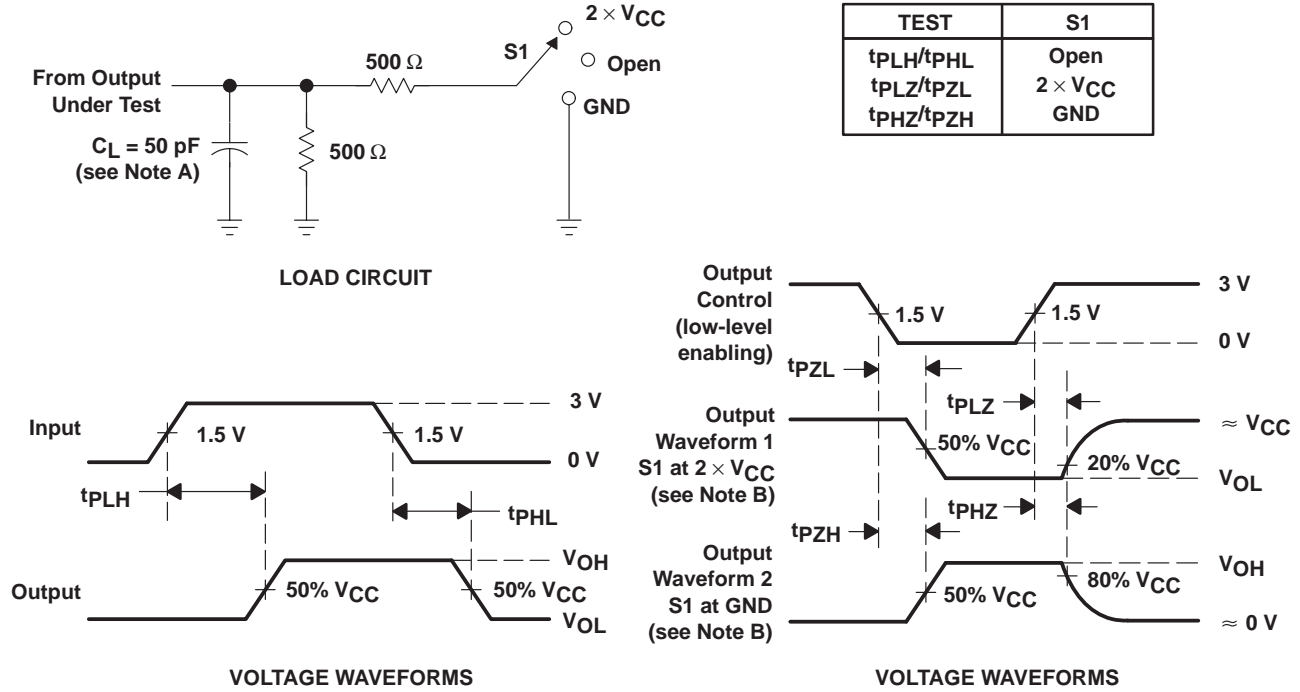 From Output
Under Test
CL = 50 pF
(see Note A)
500 Ω
500 Ω
S1
2 × VCC
Open
GND
LOAD CIRCUIT
TEST S1
tPLH/tPHL Open
tPLZ/tPZL 2 × VCC
tPHZ/tPZH GND
Input
1.5 V
1.5 V
3 V
0 V
tPLH
tPHL
Output
50% VCC
50% VCC
VOH
VOL
VOLTAGE WAVEFORMS
Output
Control
(low-level
enabling)
1.5 V
1.5 V
3 V
0 V
tPZL
tPLZ
Output
Waveform 1
S1 at 2 × VCC
(see Note B)
50% VCC
20% VCC
≈ VCC
VOL
tPZH
tPHZ
Output
Waveform 2
S1 at GND
(see Note B)
50% VCC
80% VCC
VOH
≈ 0 V
VOLTAGE WAVEFORMS